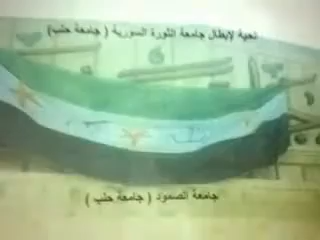 تحية لإبطال جامعة الثورة السورية ( جامعة حلب)
جامعة الصمود ( جامعة حلب )